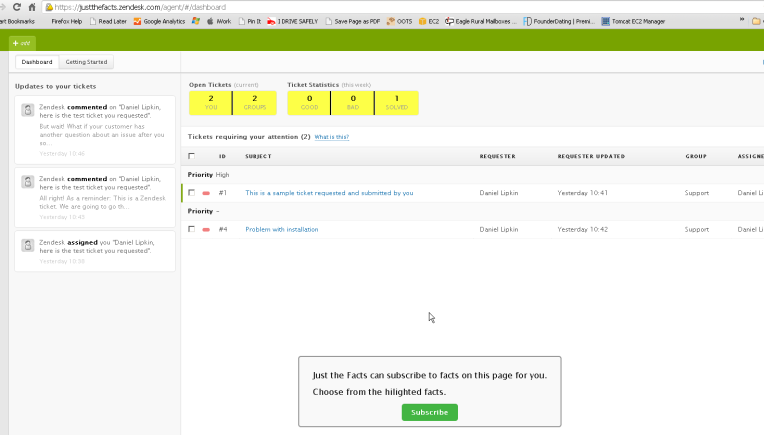 https://justthefacts.zendesk.com/agent/#/dashboard
art Bookmarks Firefox Help Read Later Google Analytics iWork Pin It I DRIVE SAFELY Save Page as PDF OOTS EC2 Eagle Rural Mailboxes ... FounderDating | Premi... Tomcat EC2 Manager »
+ add
Dashboard Getting Started
Updates to your tickets
Zendesk commented on "Daniel Lipkin,
here is the test ticket you requested".
But wait! What if your customer has
another question about an issue after you
so...
Yesterday 10:46
Zendesk commented on "Daniel Lipkin,
here is the test ticket you requested".
All right! As a reminder: This is a Zendesk
ticket. We are going to go th...
Yesterday 10:43
Zendesk assigned you "Daniel Lipkin,
here is the test ticket you requested".
Open Tickets (current) Ticket Statistics (this week)
2 2 0 0 1
YOU GROUPS GOOD BAD SOLVED
Tickets requiring your attention (2) What is this?
ID SUBJECT REQUESTER REQUESTER UPDATED GROUP ASSIGNE
Priority High
#1 This is a sample ticket requested and submitted by you Daniel Lipkin Yesterday 10:41 Support Daniel Li
Priority –
#4 Problem with installation Daniel Lipkin Yesterday 10:42 Support Daniel Li
Just the Facts can subscribe to facts on this page for you.
Choose from the hilighted facts.
Subscribe